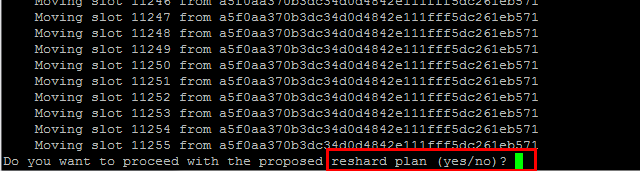 Moving slot 11246 from a5f0aa370b3dc34d0d4842e111fff5dc261eb571
Moving slot 11247 from a5f0aa370b3dc34d0d4842e111fff5dc261eb571
Moving slot 11248 from a5f0aa370b3dc34d0d4842e111fff5dc261eb571
Moving slot 11249 from a5f0aa370b3dc34d0d4842e111fff5dc261eb571
Moving slot 11250 from a5f0aa370b3dc34d0d4842e111fff5dc261eb571
Moving slot 11251 from a5f0aa370b3dc34d0d4842e111fff5dc261eb571
Moving slot 11252 from a5f0aa370b3dc34d0d4842e111fff5dc261eb571
Moving slot 11253 from a5f0aa370b3dc34d0d4842e111fff5dc261eb571
Moving slot 11254 from a5f0aa370b3dc34d0d4842e111fff5dc261eb571
Moving slot 11255 from a5f0aa370b3dc34d0d4842e111fff5dc261eb571
Do you want to proceed with the proposed reshard plan (yes/no)?